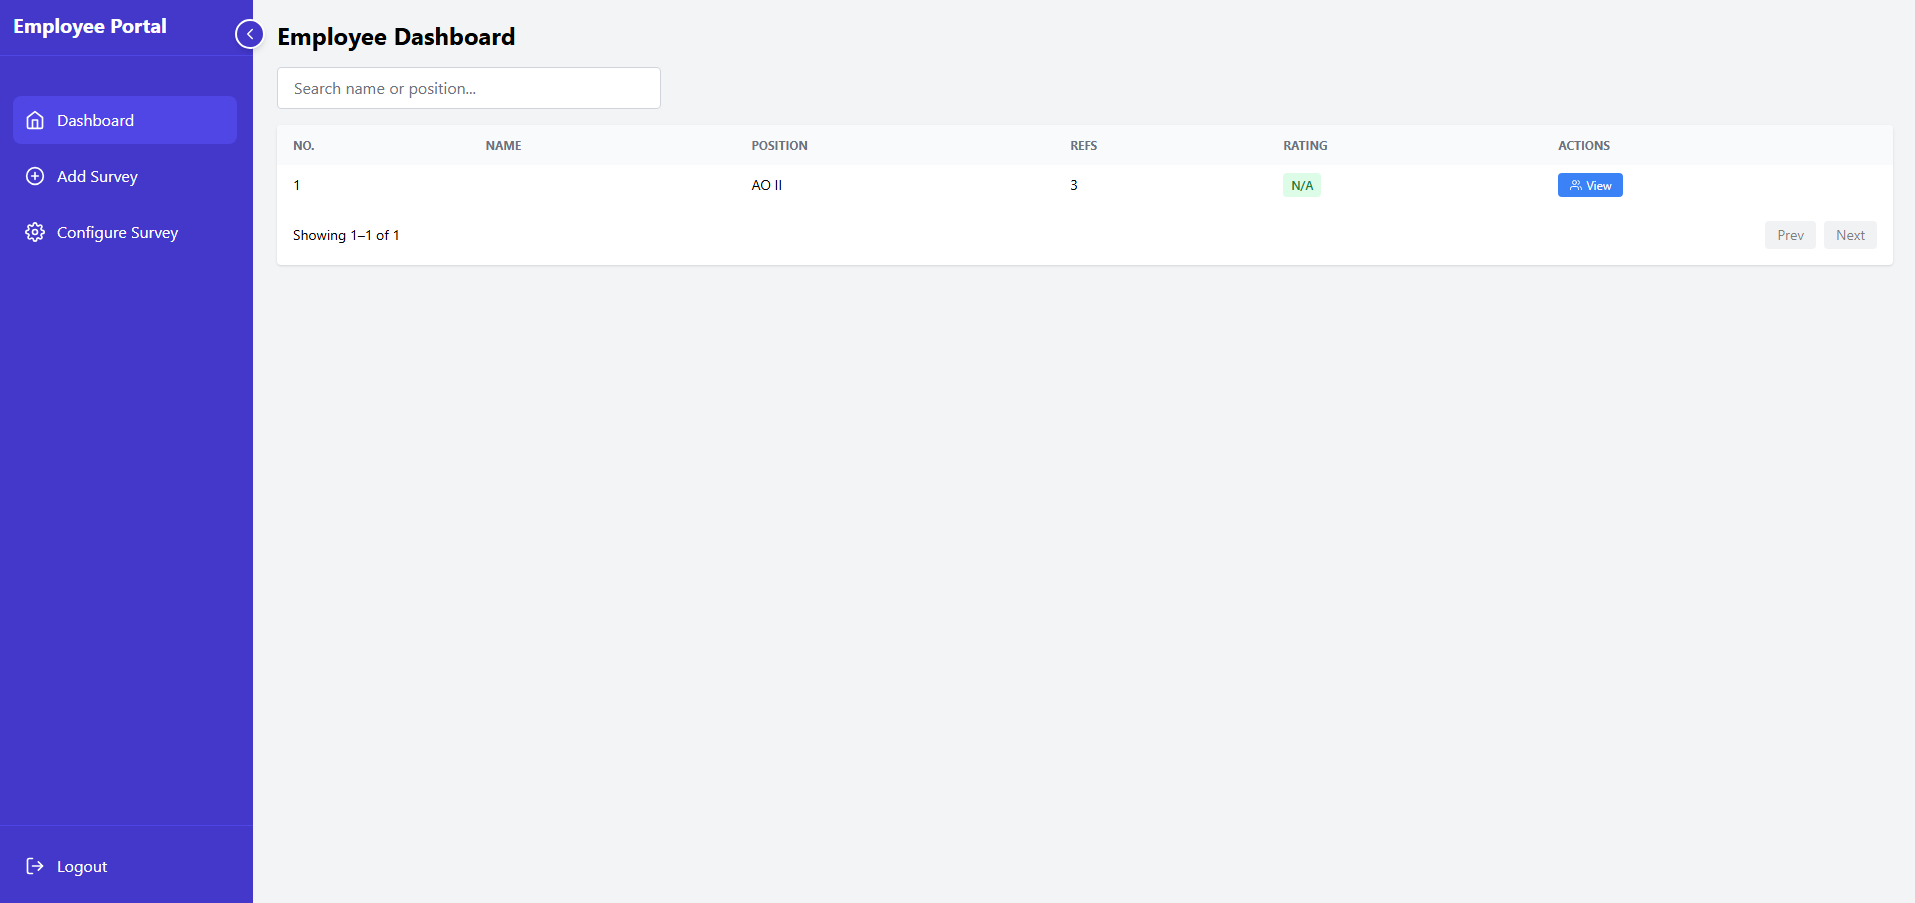 Employee Portal
Dashboard
Add Survey
Configure Survey
Logout
Employee Dashboard
Search name or position...
NO. NAME POSITION REFS RATING ACTIONS
1 AO II 3 N/A View
Showing 1–1 of 1 Prev Next